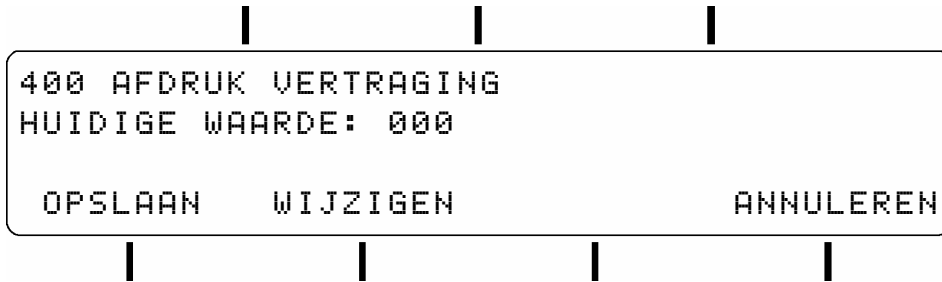 400 AFDRUK VERTRAGING
HUIDIGE WAARDE: 000
OPSLAAN WIJZIGEN ANNULEREN